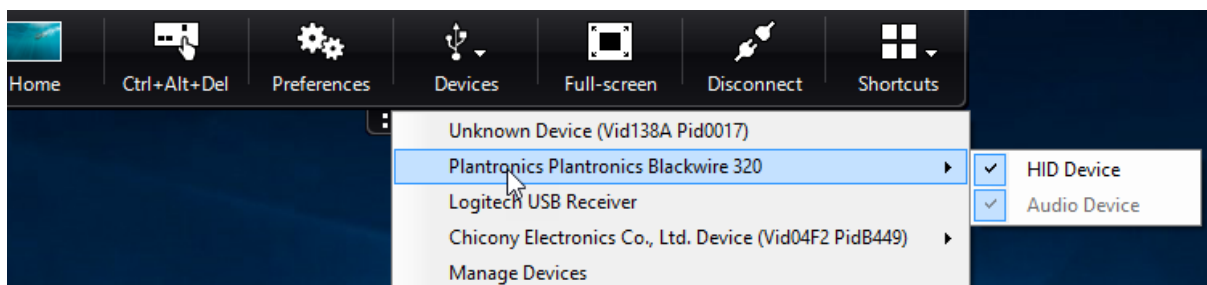 Home
Ctrl+Alt+Del
Preferences
Devices
Full-screen
Disconnect
Shortcuts
Unknown Device (Vid138A Pid0017)
Plantronics Plantronics Blackwire 320
HID Device
Logitech USB Receiver
Audio Device
Chicony Electronics Co., Ltd. Device (Vid04F2 PidB449)
Manage Devices